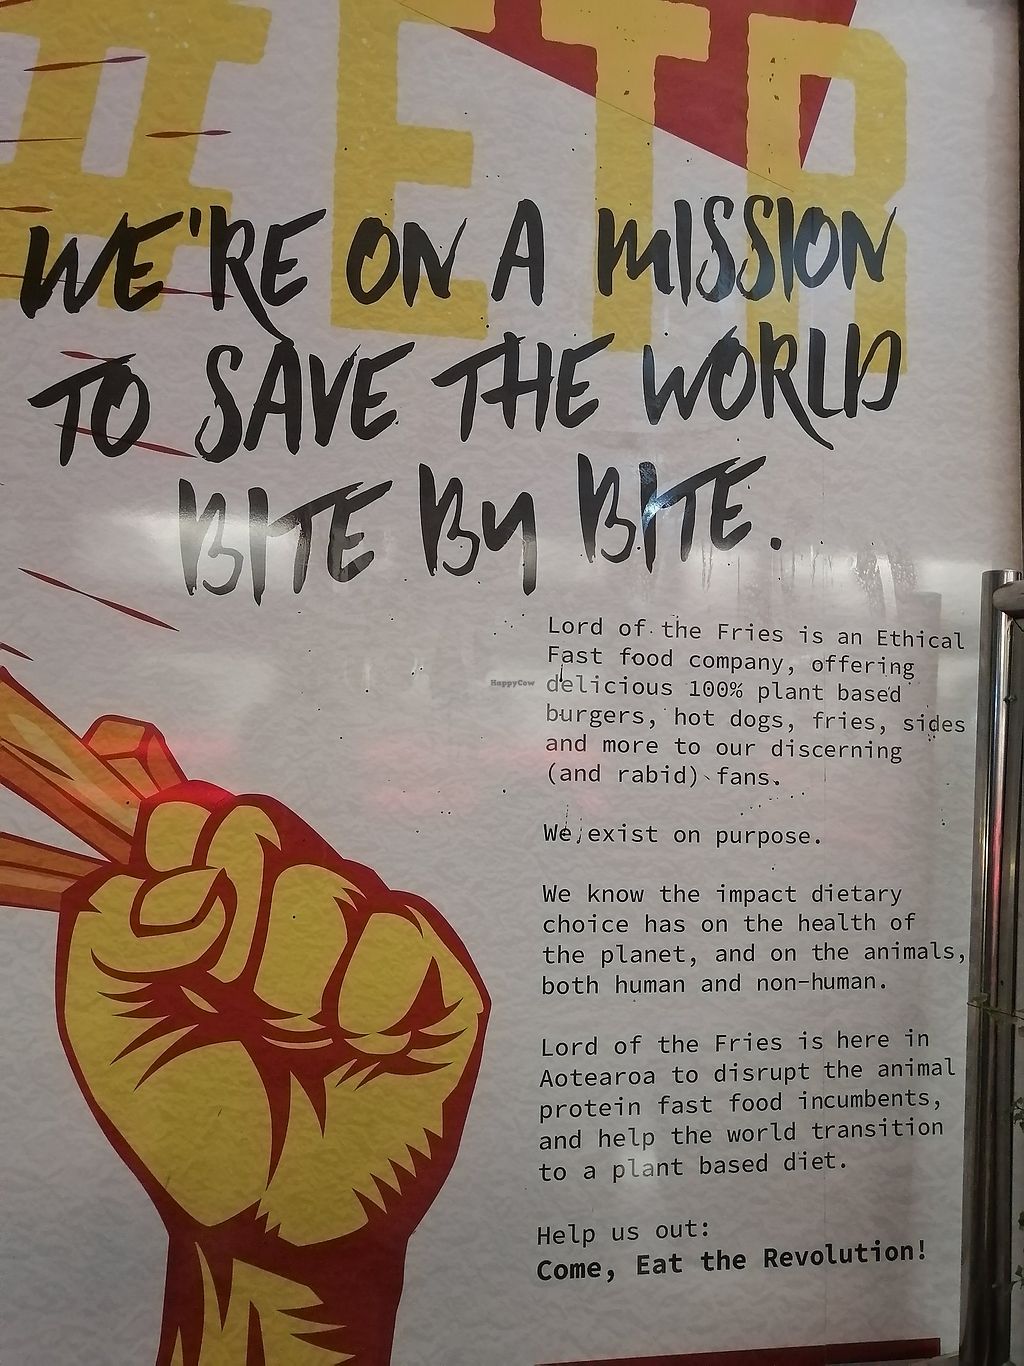 #ETR
WE'RE ON A MISSION
TO SAVE THE WORLD
BITE BY BITE.
Lord of the Fries is an Ethical
Fast food company, offering
delicious 100% plant based
burgers, hot dogs, fries, sides
and more to our discerning
(and rabid) fans.
We exist on purpose.
We know the impact dietary
choice has on the health of
the planet, and on the animals,
both human and non-human.
Lord of the Fries is here in
Aotearoa to disrupt the animal
protein fast food incumbents,
and help the world transition
to a plant based diet.
Help us out:
Come, Eat the Revolution!
HappyCow